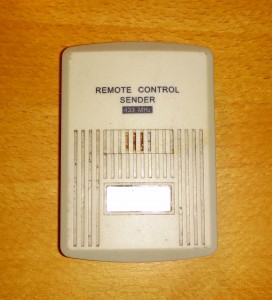 REMOTE CONTROL
SENDER
433 MHz